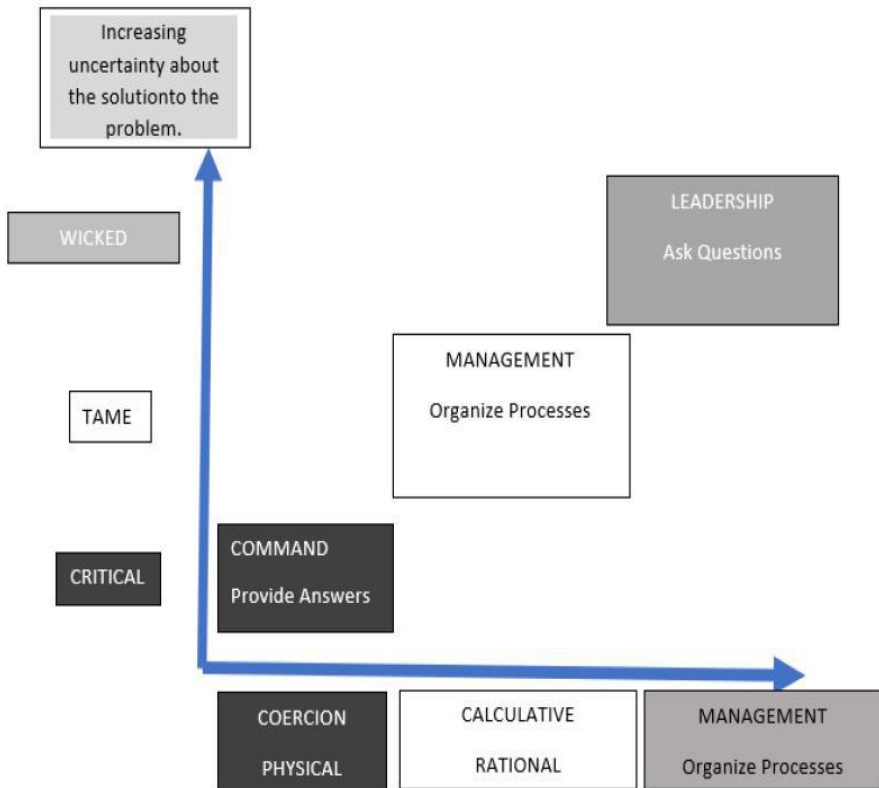 Increasing
uncertainty about
the solutionto the
problem.
WICKED
LEADERSHIP
Ask Questions
MANAGEMENT
Organize Processes
TAME
COMMAND
Provide Answers
CRITICAL
COERCION
PHYSICAL
CALCULATIVE
RATIONAL
MANAGEMENT
Organize Processes